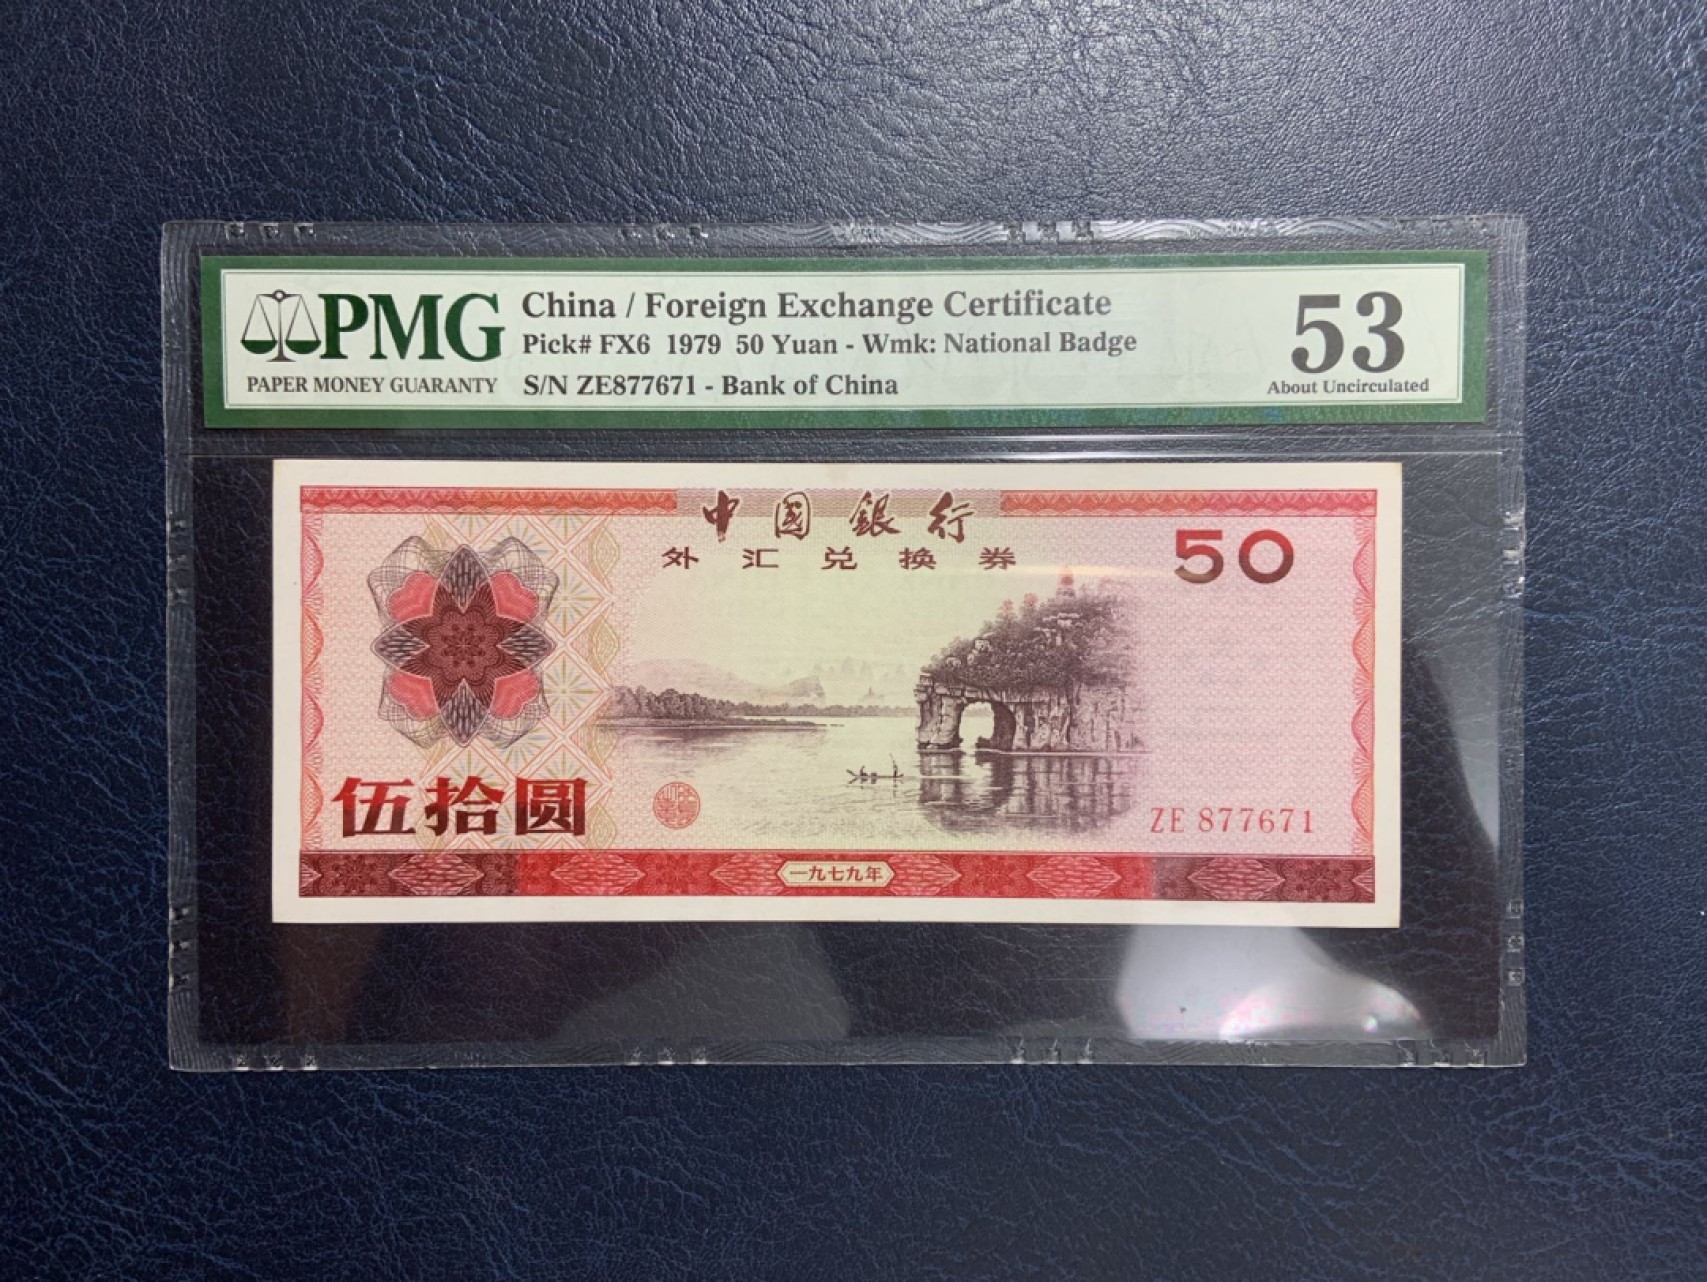 PMG
PAPER MONEY GUARANTY
China / Foreign Exchange Certificate
Pick# FX6 1979 50 Yuan - Wmk: National Badge
S/N ZE877671 - Bank of China
53
About Uncirculated
中国銀行
外汇兑换券
50
伍拾圆
ZE 877671
一九七九年